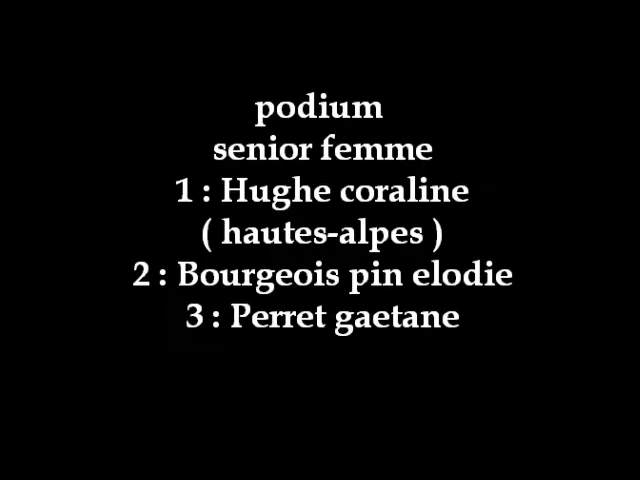 podium
senior femme
1 : Hughe coraline
( hautes-alpes )
2 : Bourgeois pin elodie
3 : Perret gaetane